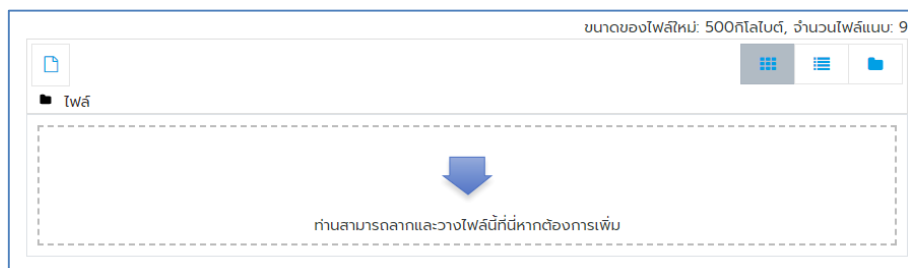 ขนาดของไฟล์ใหม่: 500กิโลไบต์, จำนวนไฟล์แนบ: 9
ไฟล์
ท่านสามารถลากและวางไฟล์นี้ที่นี่หากต้องการเพิ่ม